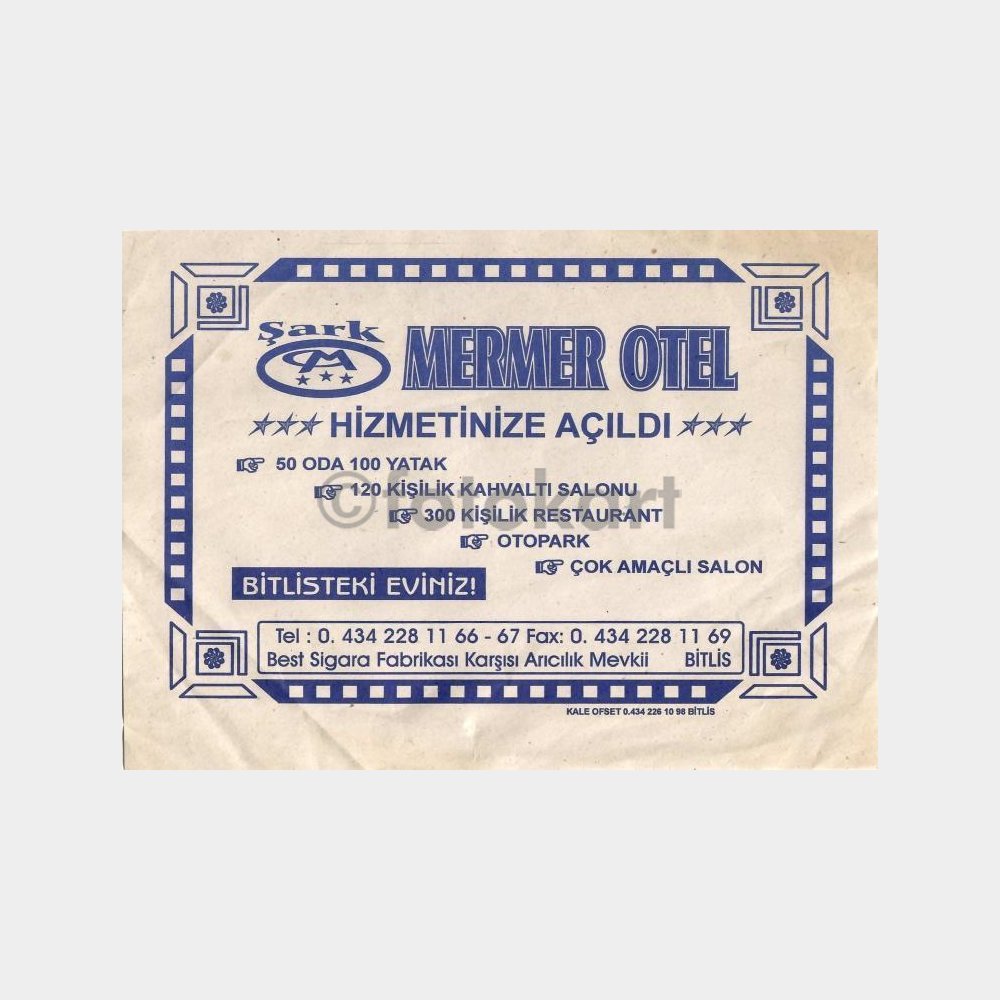 Şark
CM
MERMER OTEL
HİZMETİNİZE AÇILDI
50 ODA 100 YATAK
120 KİŞİLİK KAHVALTI SALONU
300 KİŞİLİK RESTAURANT
OTOPARK
ÇOK AMAÇLI SALON
BİTLİSTEKİ EVİNİZ!
Tel : 0. 434 228 11 66 - 67 Fax: 0. 434 228 11 69
Best Sigara Fabrikası Karşısı Arıcılık Mevkii BİTLİS
KALE OFSET 0.434 226 10 98 BİTLİS
©fotokart